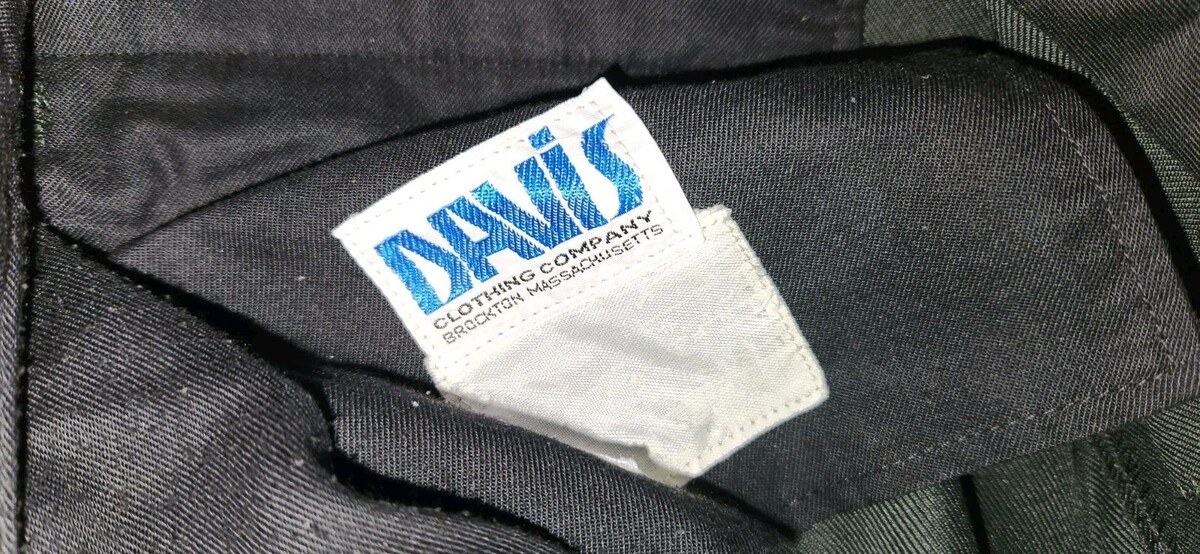 DAViS
CLOTHING COMPANY
BROCKTON MASSACHUSETTS